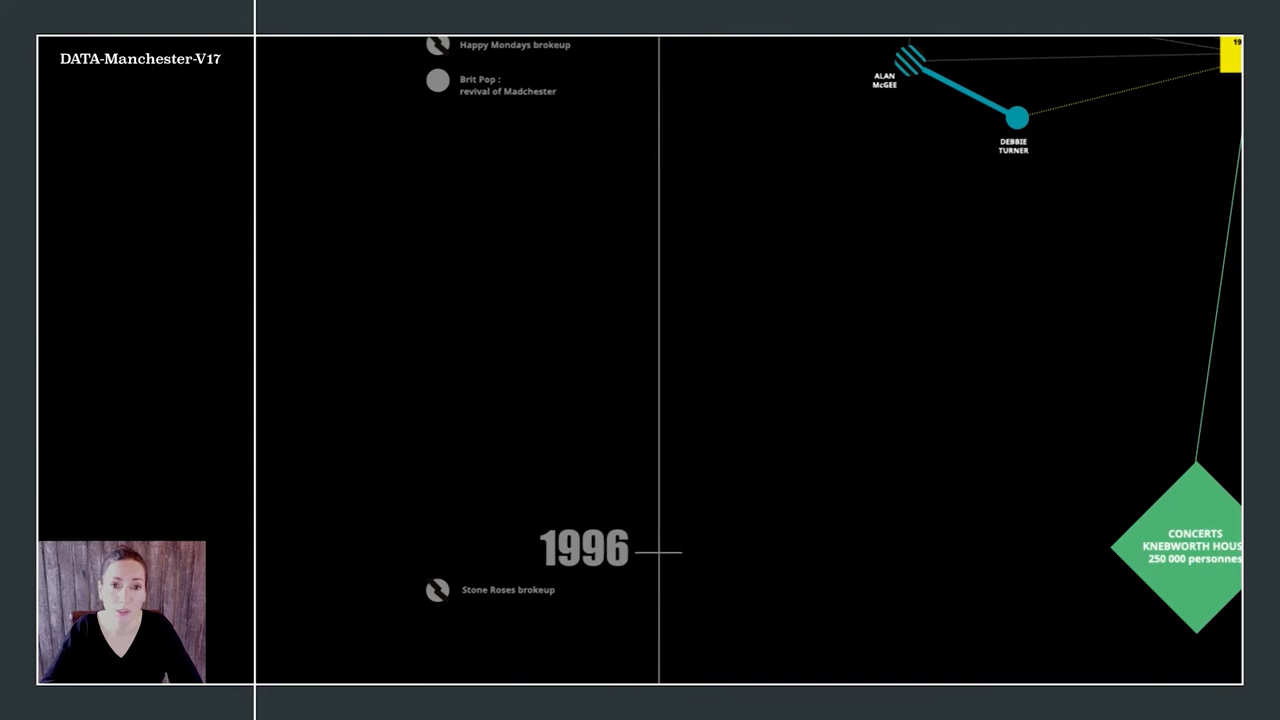 DATA-Manchester-V17
Happy Mondays brokeup
Brit Pop :
revival of Madchester
ALAN
McGEE
DEBBIE
TURNER
19
1996
Stone Roses brokeup
CONCERTS
KNEBWORTH HOUS
250 000 personnes